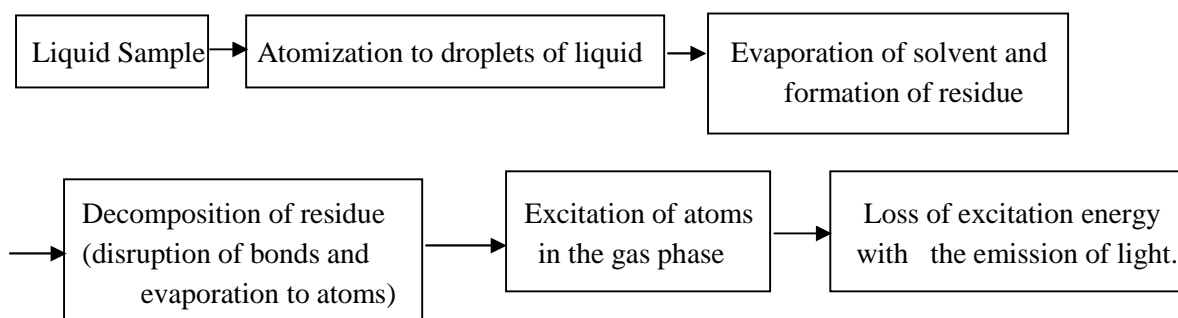 Liquid Sample
Atomization to droplets of liquid
Evaporation of solvent and
formation of residue
Decomposition of residue
(disruption of bonds and
evaporation to atoms)
Excitation of atoms
in the gas phase
Loss of excitation energy
with the emission of light.